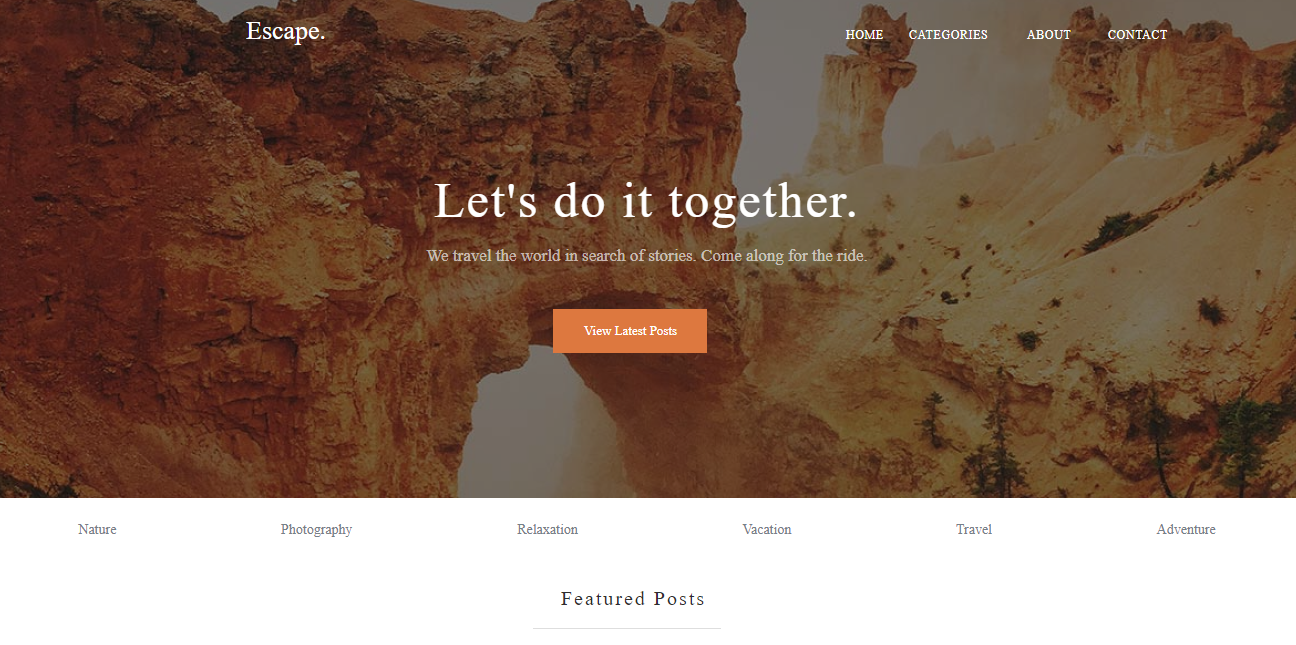 Escape.
HOME CATEGORIES ABOUT CONTACT
Let's do it together.
We travel the world in search of stories. Come along for the ride.
View Latest Posts
Nature Photography Relaxation Vacation Travel Adventure
Featured Posts